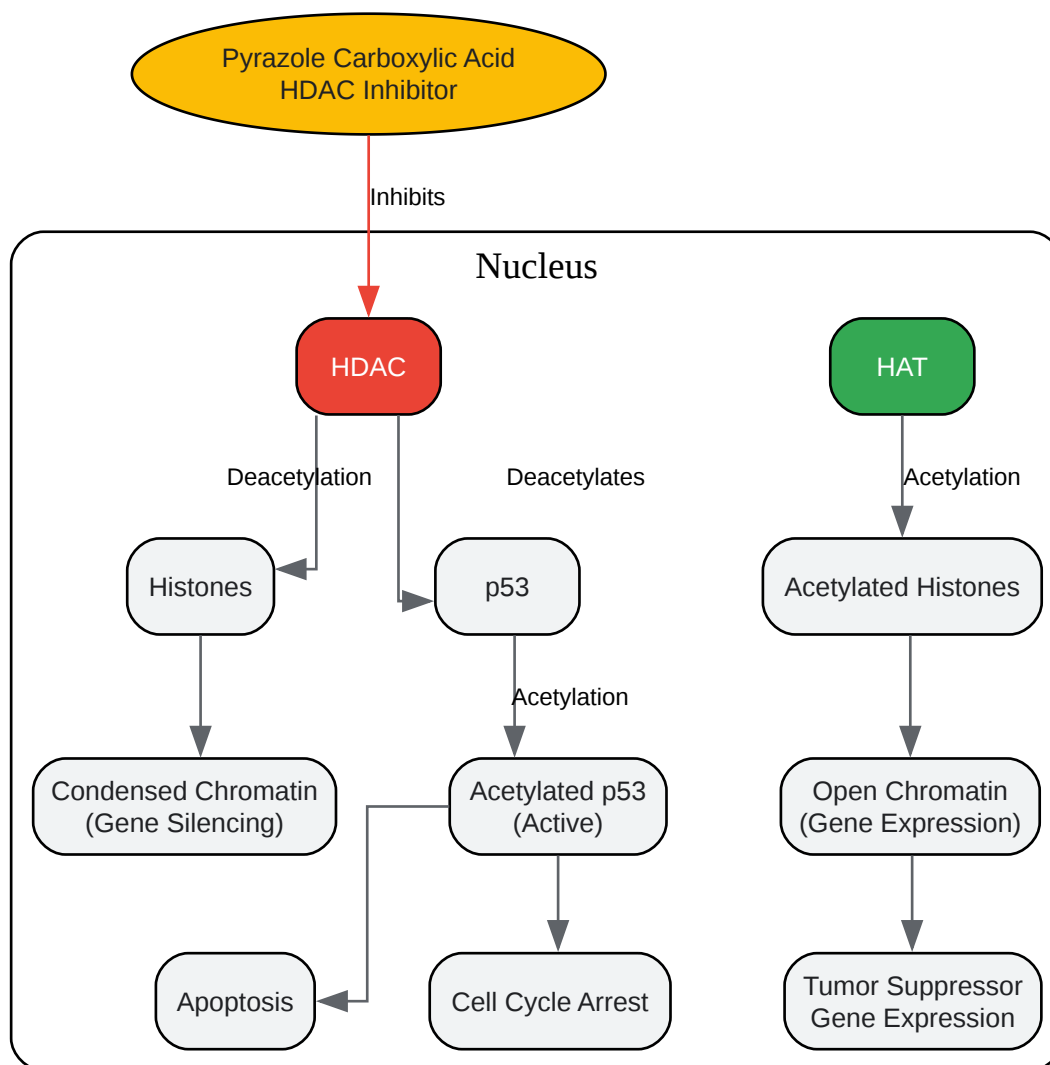 Pyrazole Carboxylic Acid
HDAC Inhibitor
Inhibits
Nucleus
HDAC
HAT
Deacetylation
Deacetylates
Acetylation
Histones
p53
Acetylated Histones
Acetylation
Condensed Chromatin
(Gene Silencing)
Acetylated p53
(Active)
Open Chromatin
(Gene Expression)
Apoptosis
Cell Cycle Arrest
Tumor Suppressor
Gene Expression